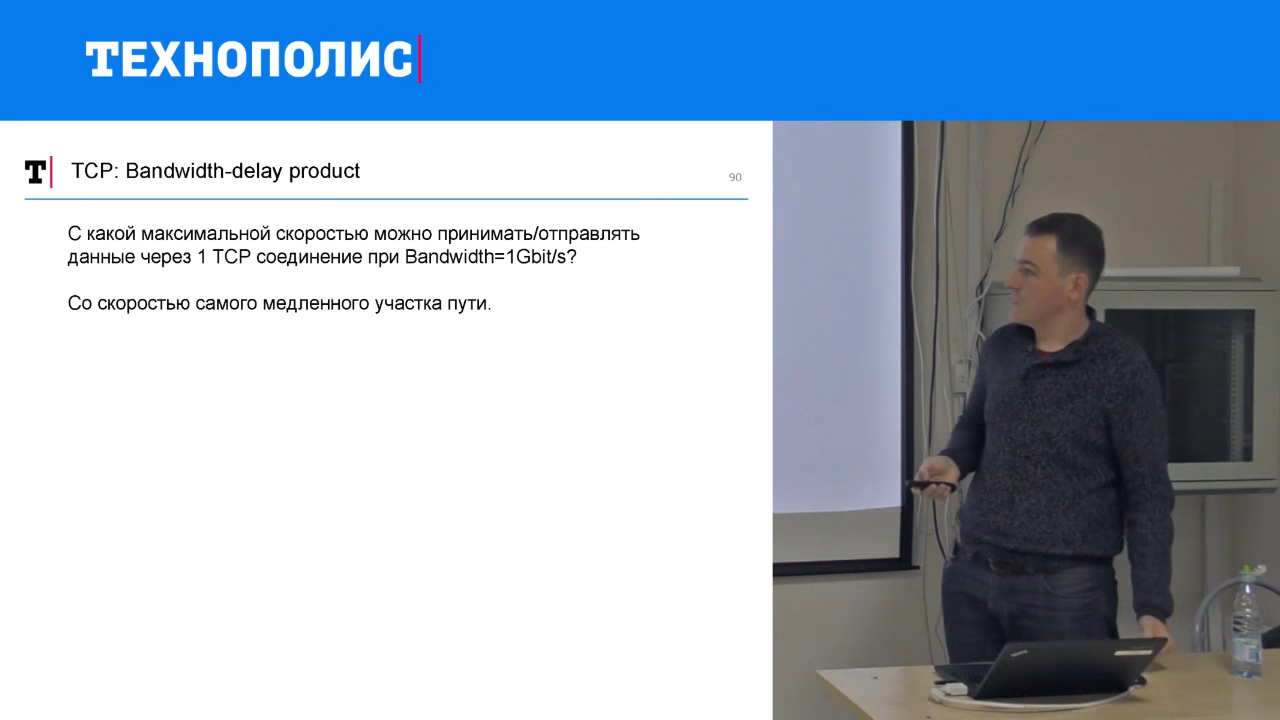 ТЕХНОПОЛИС
Т TCP: Bandwidth-delay product
90
С какой максимальной скоростью можно принимать/отправлять
данные через 1 TCP соединение при Bandwidth=1Gbit/s?
Со скоростью самого медленного участка пути.